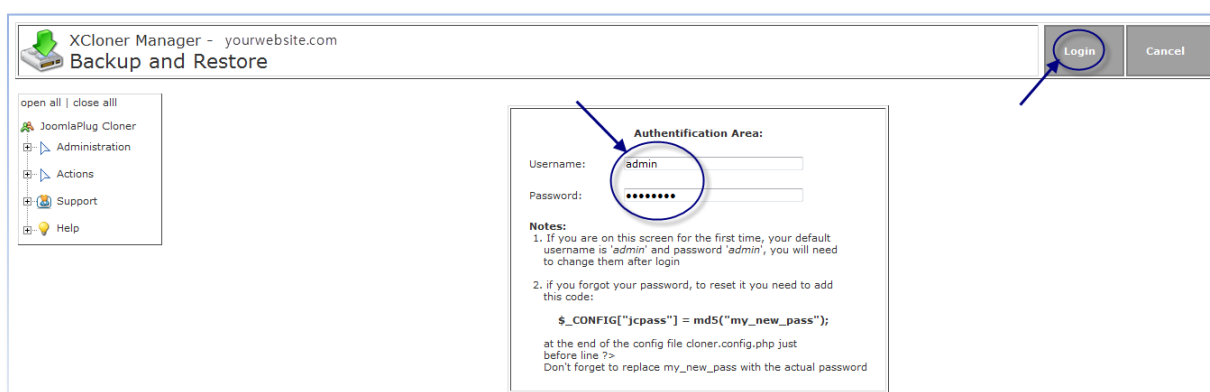 XCloner Manager - yourwebsite.com
Backup and Restore
Login
Cancel
open all | close alll
JoomlaPlug Cloner
Administration
Actions
Support
Help
Authentification Area:
Username: admin
Password: ••••••••
Notes:
1. If you are on this screen for the first time, your default
username is 'admin' and password 'admin', you will need
to change them after login
2. if you forgot your password, to reset it you need to add
this code:
$_CONFIG["jcpass"] = md5("my_new_pass");
at the end of the config file cloner.config.php just
before line ?>
Don't forget to replace my_new_pass with the actual password